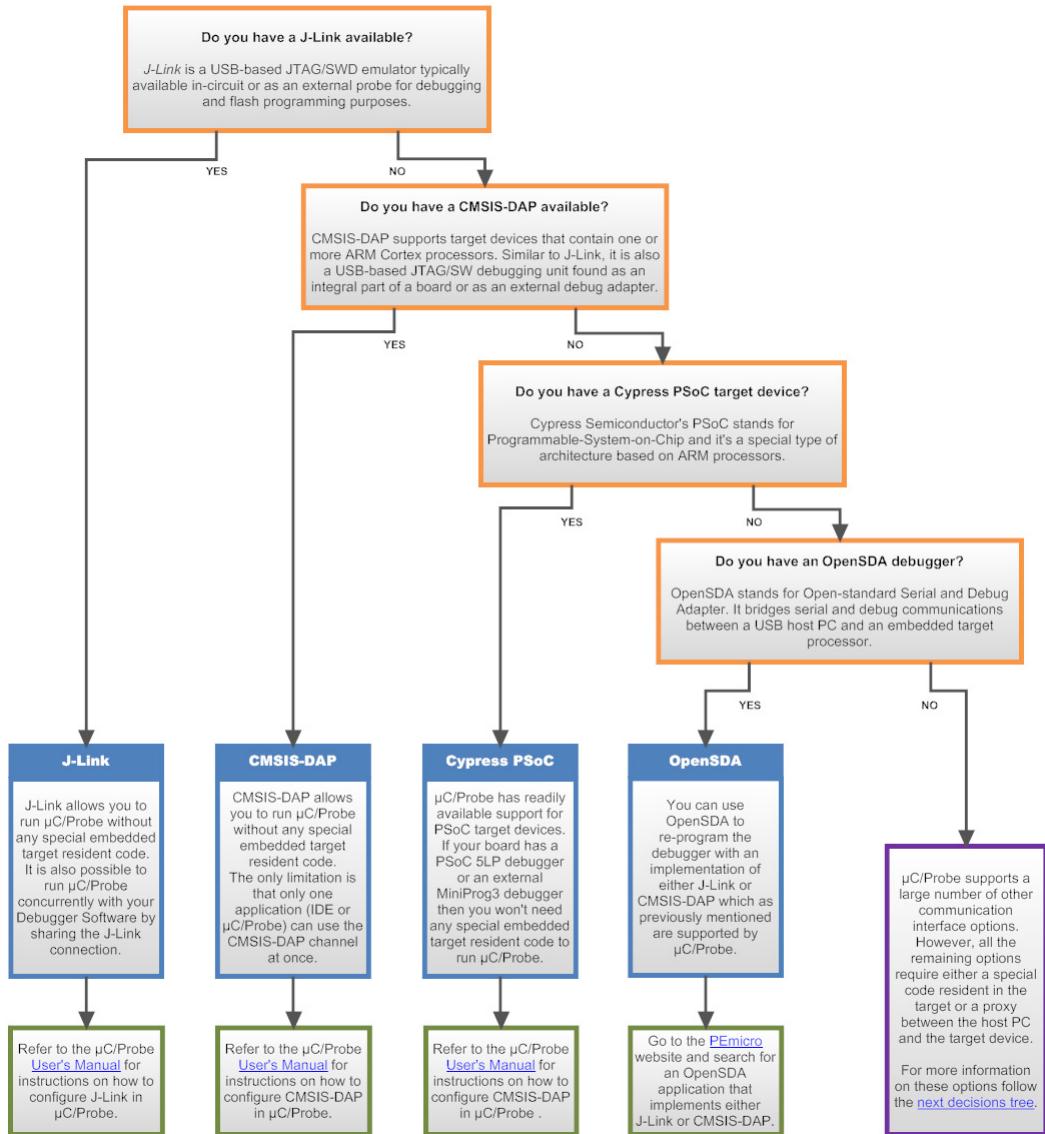 Do you have a J-Link available?
J-Link is a USB-based JTAG/SWD emulator typically
available in-circuit or as an external probe for debugging
and flash programming purposes.
YES
NO
Do you have a CMSIS-DAP available?
CMSIS-DAP supports target devices that contain one or
more ARM Cortex processors. Similar to J-Link, it is also
a USB-based JTAG/SW debugging unit found as an
integral part of a board or as an external debug adapter.
YES
NO
Do you have a Cypress PSoC target device?
Cypress Semiconductor's PSoC stands for
Programmable-System-on-Chip and it's a special type of
architecture based on ARM processors.
YES
NO
Do you have an OpenSDA debugger?
OpenSDA stands for Open-standard Serial and Debug
Adapter. It bridges serial and debug communications
between a USB host PC and an embedded target
processor.
YES
NO
J-Link
J-Link allows you to
run µC/Probe without
any special embedded
target resident code.
It is also possible to
run µC/Probe
concurrently with your
Debugger Software by
sharing the J-Link
connection.
CMSIS-DAP
CMSIS-DAP allows
you to run µC/Probe
without any special
embedded target
resident code.
The only limitation is
that only one
application (IDE or
µC/Probe) can use the
CMSIS-DAP channel
at once.
Cypress PSoC
µC/Probe has readily
available support for
PSoC target devices.
If your board has a
PSoC 5LP debugger
or an external
MiniProg3 debugger
then you won't need
any special embedded
target resident code to
run µC/Probe.
OpenSDA
You can use
OpenSDA to
re-program the
debugger with an
implementation of
either J-Link or
CMSIS-DAP which as
previously mentioned
are supported by
µC/Probe.
µC/Probe supports a
large number of other
communication
interface options.
However, all the
remaining options
require either a special
code resident in the
target or a proxy
between the host PC
and the target device.
For more information
on these options follow
the next decisions tree.
Refer to the µC/Probe
User's Manual for
instructions on how to
configure J-Link in
µC/Probe.
Refer to the µC/Probe
User's Manual for
instructions on how to
configure CMSIS-DAP
in µC/Probe.
Refer to the µC/Probe
User's Manual for
instructions on how to
configure CMSIS-DAP
in µC/Probe .
Go to the PEmicro
website and search for
an OpenSDA
application that
implements either
J-Link or CMSIS-DAP.